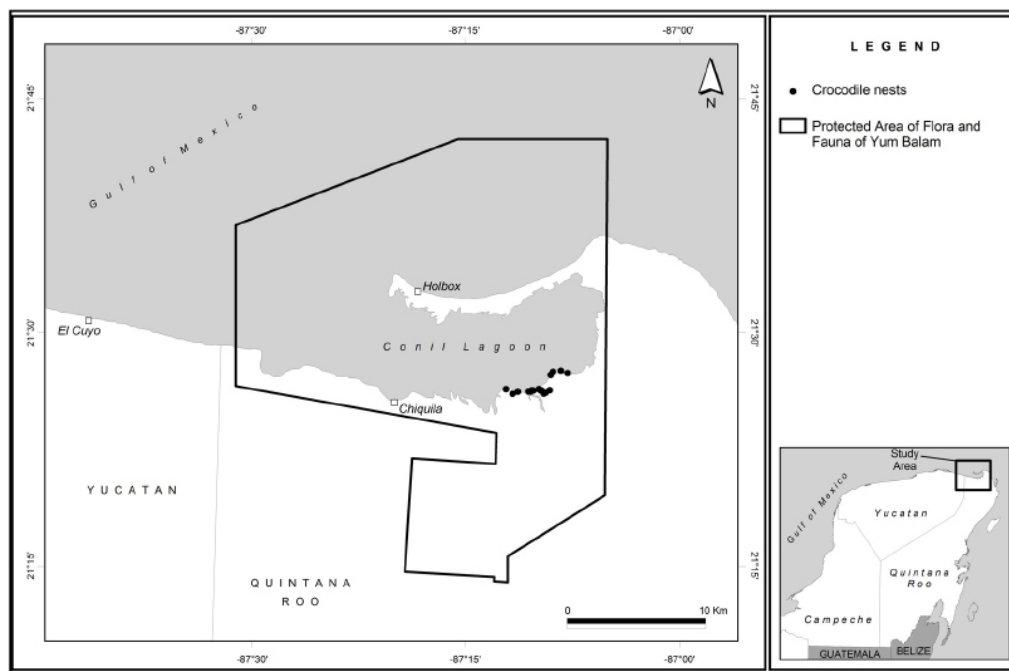 -87°30' -87°15' -87°00'
21°45' 21°45'
N
Gulf of Mexico
Holbox
El Cuyo
21°30' 21°30'
Conil Lagoon
Chiquila
YUCATAN
21°15' 21°15'
QUINTANA
ROO
0 10 Km
-87°30' -87°15' -87°00'
LEGEND
Crocodile nests
Protected Area of Flora and
Fauna of Yum Balam
Study
Area
Gulf of Mexico
Yucatan
Quintana
Roo
Campeche
GUATEMALA BELIZE